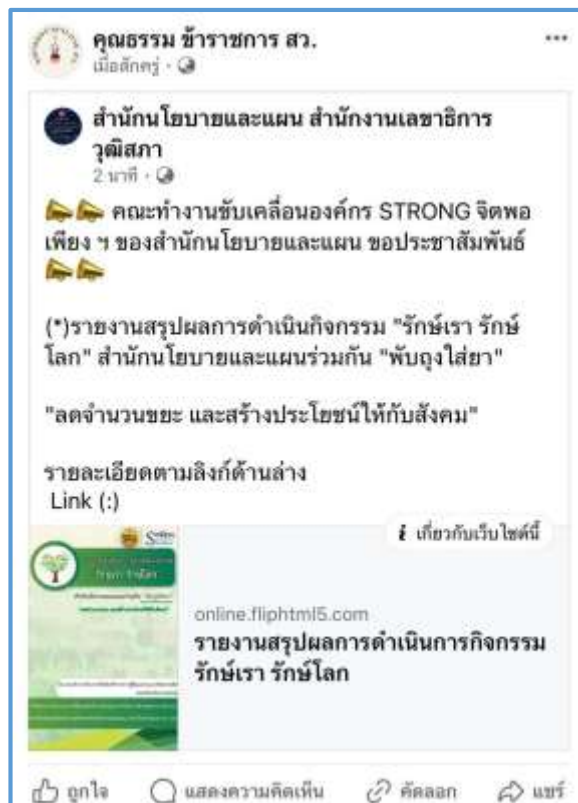 คุณธรรม ข้าราชการ สว.
เมื่อสักครู่ ·
สำนักนโยบายและแผน สำนักงานเลขาธิการ
วุฒิสภา
2 นาที ·
คณะทำงานขับเคลื่อนองค์กร STRONG จิตพอ
เพียง ฯ ของสำนักนโยบายและแผน ขอประชาสัมพันธ์
(*)รายงานสรุปผลการดำเนินกิจกรรม "รักษ์เรา รักษ์
โลก" สำนักนโยบายและแผนร่วมกัน "พับถุงใส่ยา"
"ลดจำนวนขยะ และสร้างประโยชน์ให้กับสังคม"
รายละเอียดตามลิงก์ด้านล่าง
Link (:)
เกี่ยวกับเว็บไซต์นี้
online.fliphtml5.com
รายงานสรุปผลการดำเนินการกิจกรรม
รักษ์เรา รักษ์โลก
ถูกใจ แสดงความคิดเห็น คัดลอก แชร์